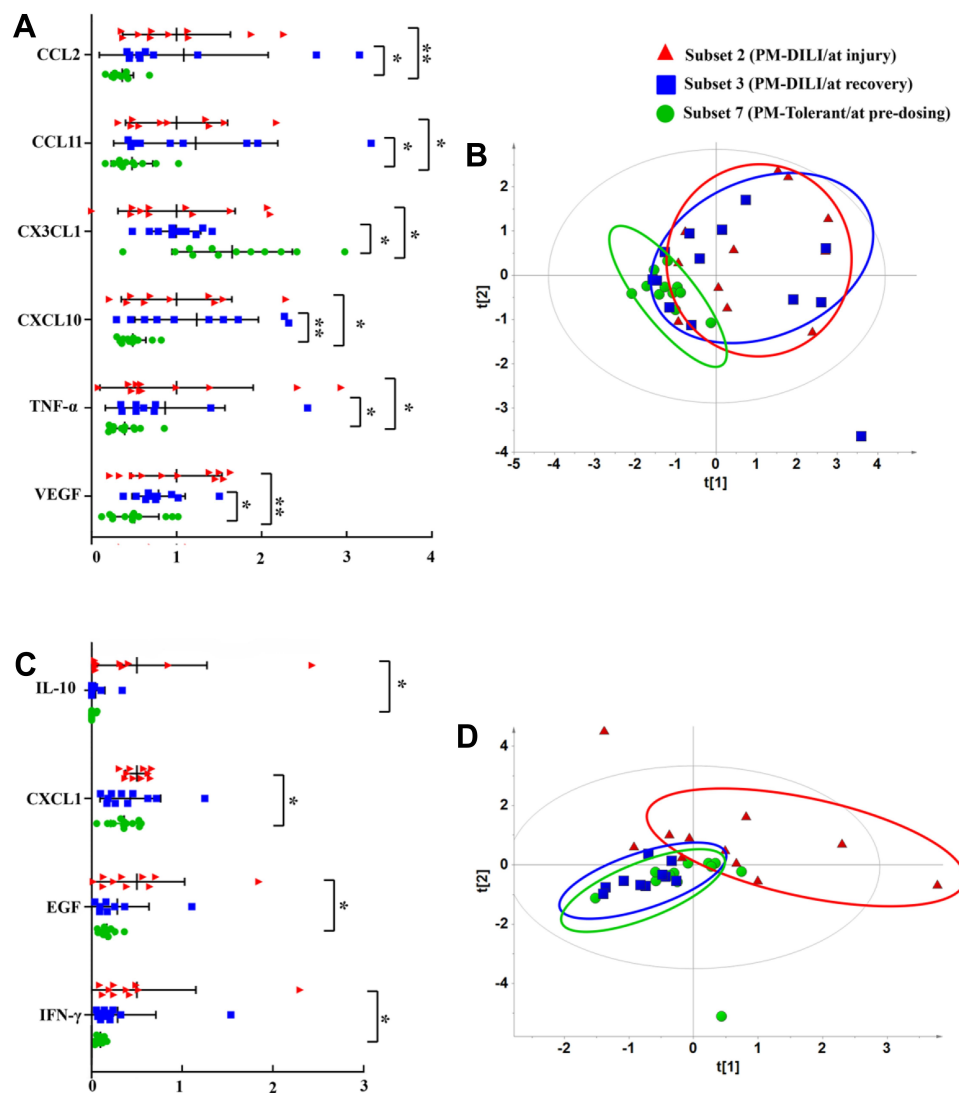 A
CCL2
CCL11
CX3CL1
CXCL10
TNF-α
VEGF
* **
* *
* *
** *
* *
* **
0 1 2 3 4
Subset 2 (PM-DILI/at injury)
Subset 3 (PM-DILI/at recovery)
Subset 7 (PM-Tolerant/at pre-dosing)
B
t[2]
2
1
0
-1
-2
-3
-4
-5 -4 -3 -2 -1 0 1 2 3 4
t[1]
C
IL-10
CXCL1
EGF
IFN-γ
*
*
*
*
0 1 2 3
D
t[2]
4
2
0
-2
-4
-2 -1 0 1 2 3
t[1]